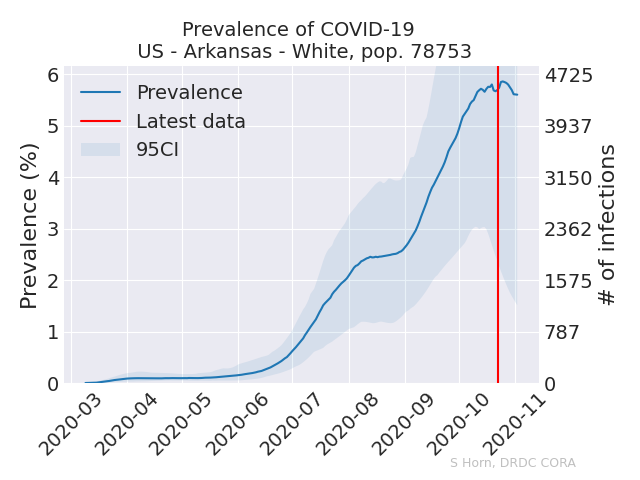 Prevalence of COVID-19
US - Arkansas - White, pop. 78753
Prevalence
Latest data
95CI
Prevalence (%)
6
5
4
3
2
1
0
4725
3937
3150
2362
1575
787
0
# of infections
2020-03
2020-04
2020-05
2020-06
2020-07
2020-08
2020-09
2020-10
2020-11
S Horn, DRDC CORA